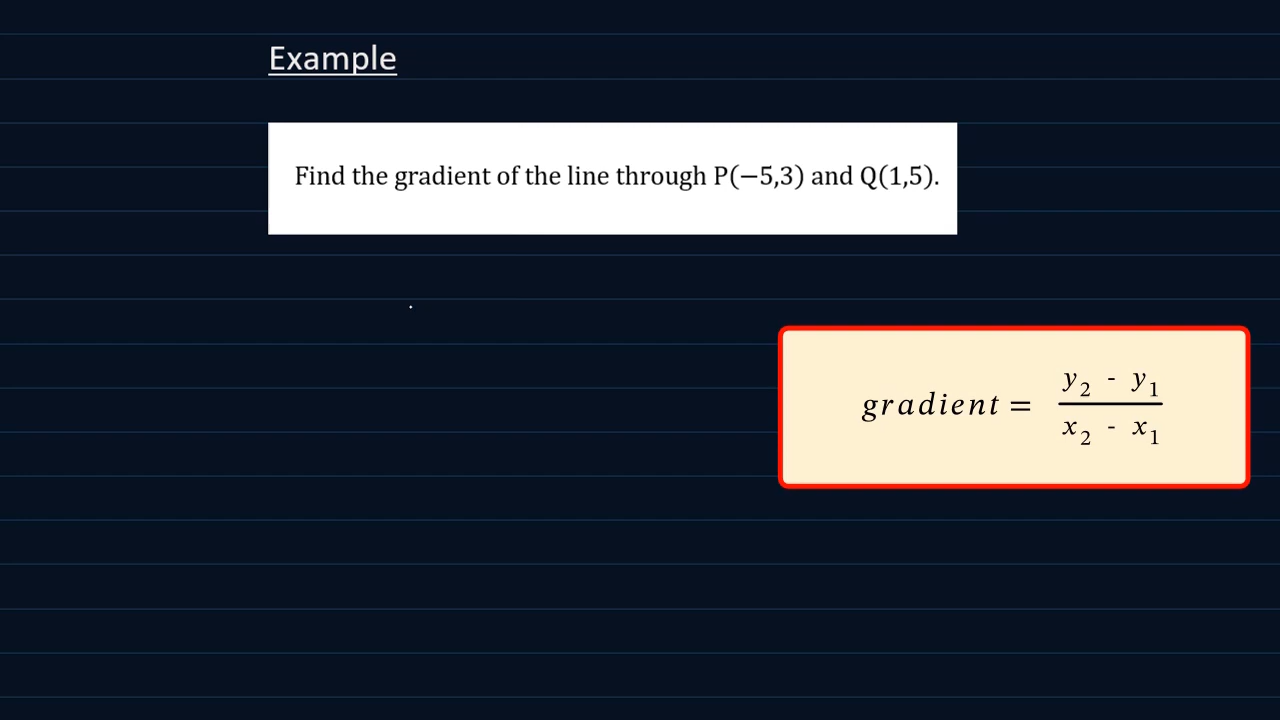 Example
Find the gradient of the line through P(−5,3) and Q(1,5).
gradient = y₂ - y₁ / x₂ - x₁